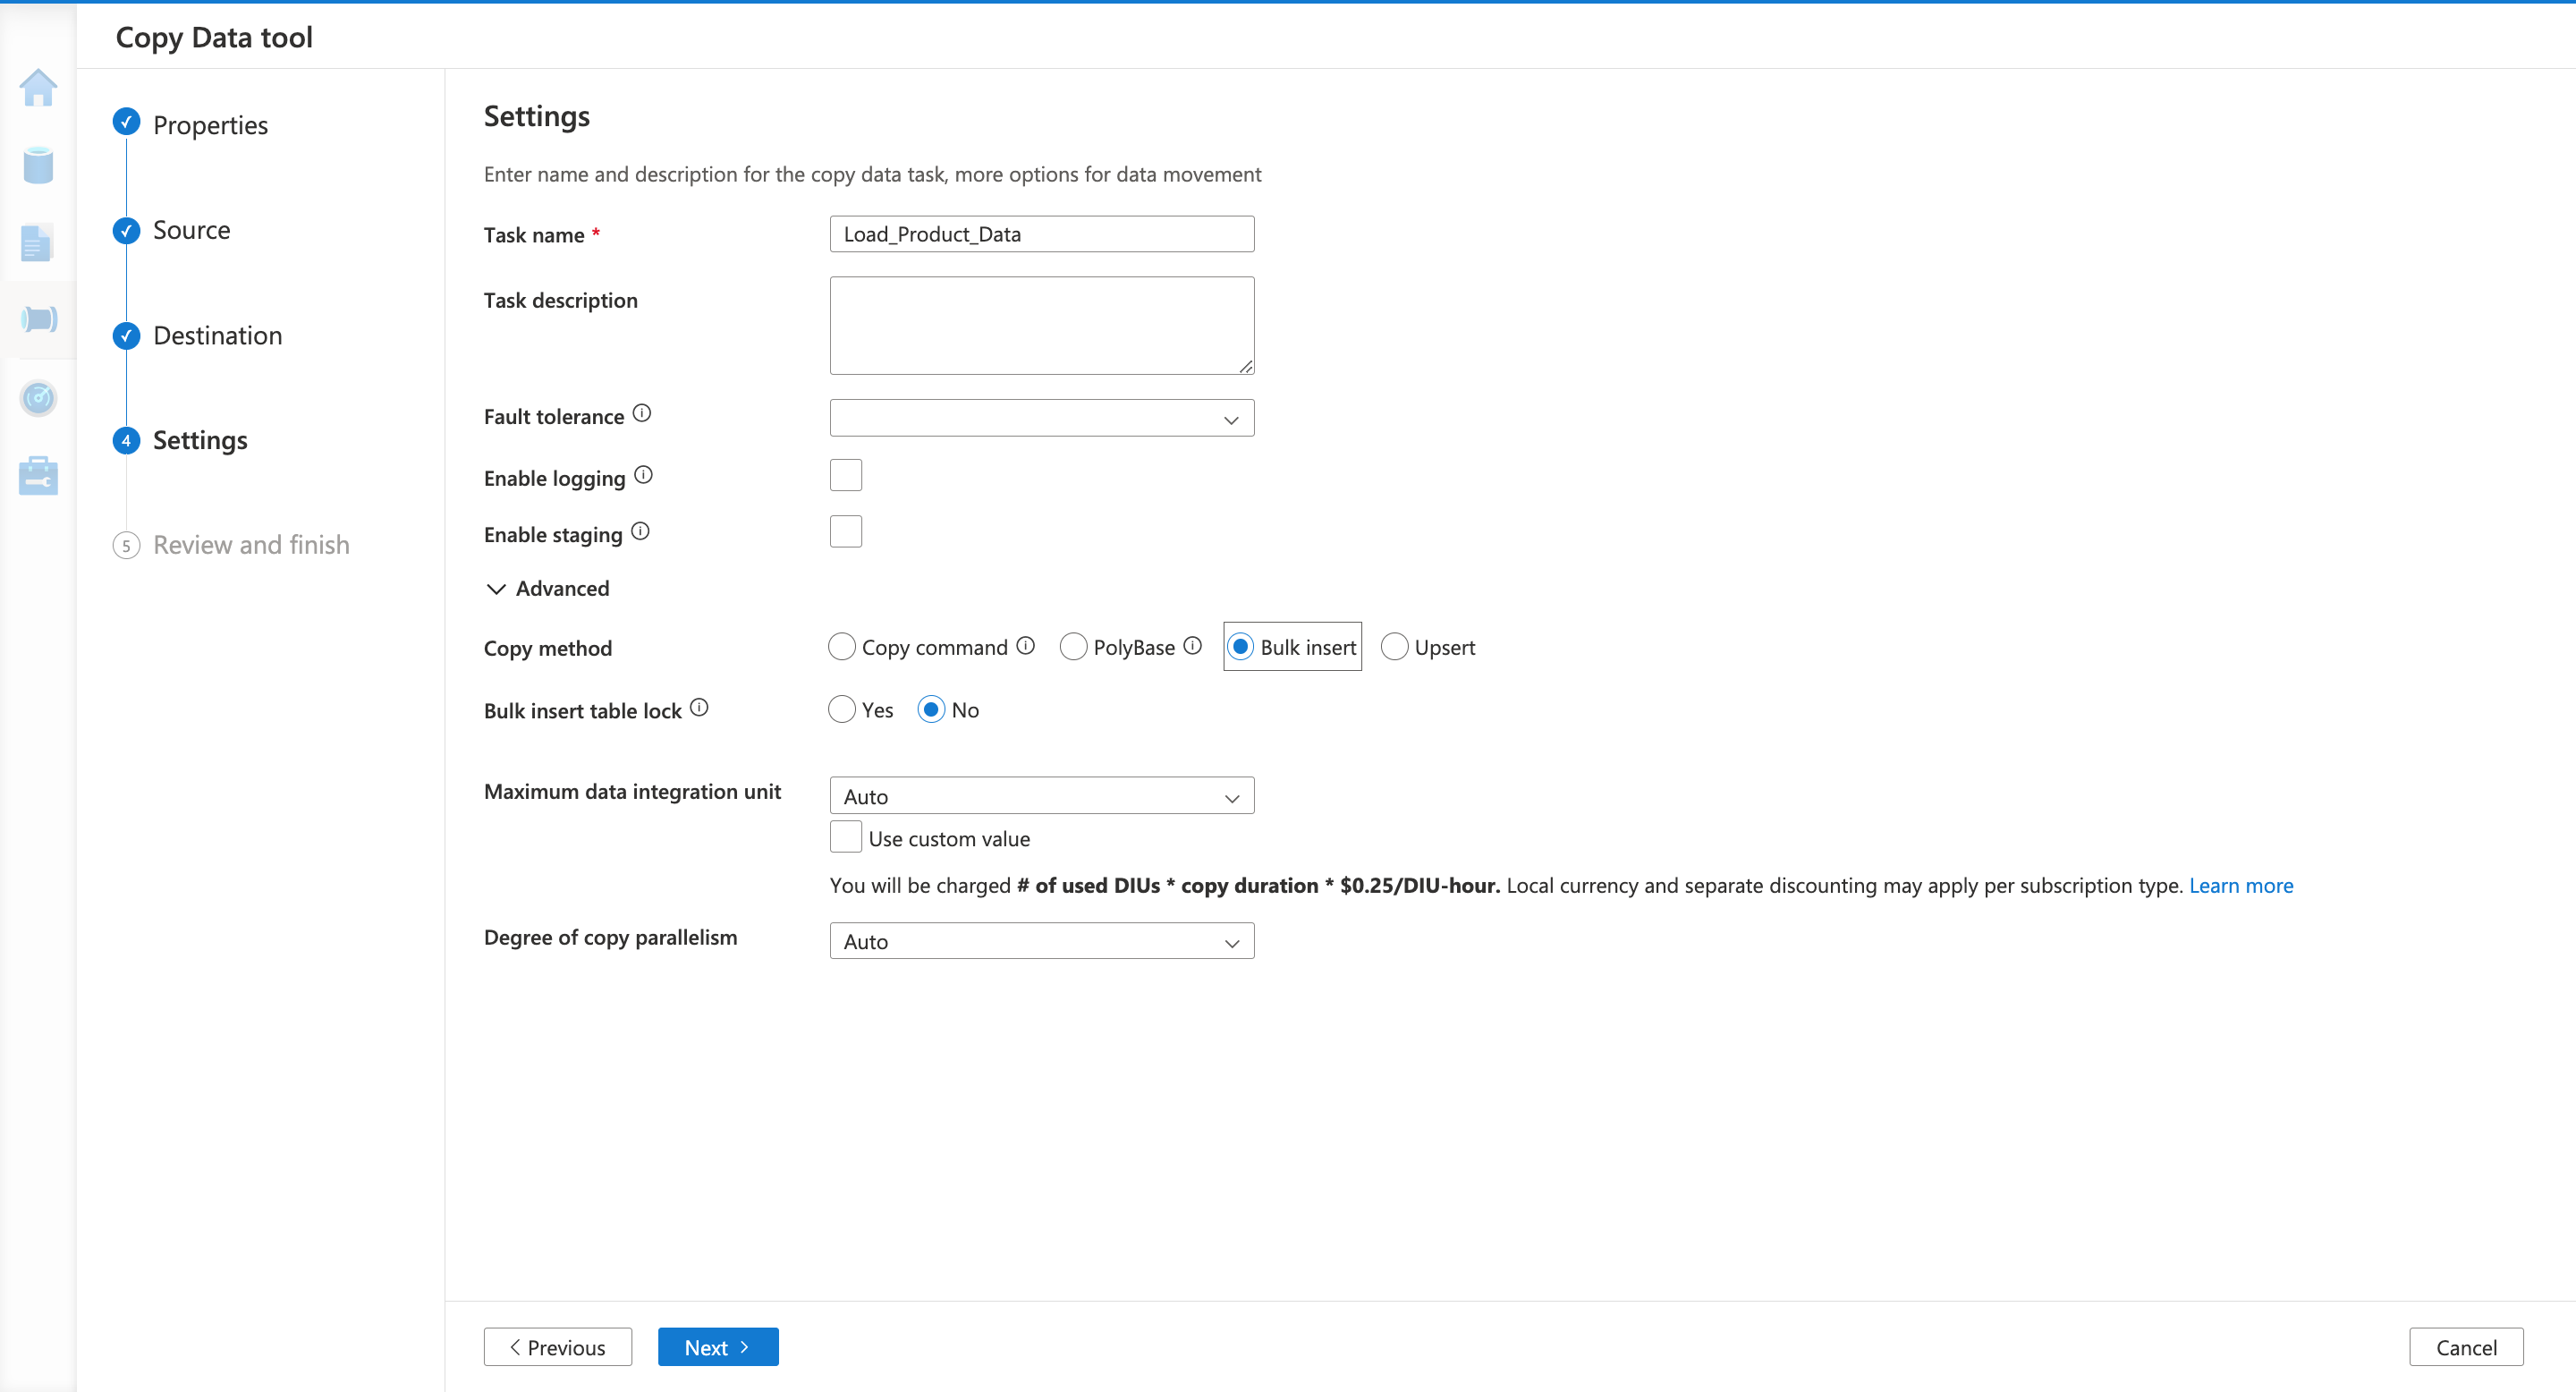 Copy Data tool
Properties
Source
Destination
4 Settings
5 Review and finish
Settings
Enter name and description for the copy data task, more options for data movement
Task name *
Load_Product_Data
Task description
Fault tolerance
Enable logging
Enable staging
Advanced
Copy method
Copy command PolyBase Bulk insert Upsert
Bulk insert table lock
Yes No
Maximum data integration unit
Auto
Use custom value
You will be charged # of used DIUs * copy duration * $0.25/DIU-hour. Local currency and separate discounting may apply per subscription type. Learn more
Degree of copy parallelism
Auto
< Previous
Next >
Cancel